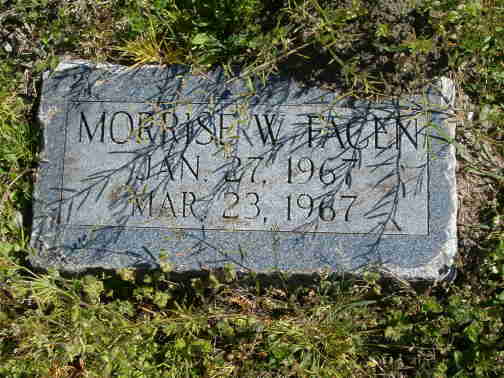 MORRISE W. TAGEN
JAN. 27, 1967
MAR. 23, 1967